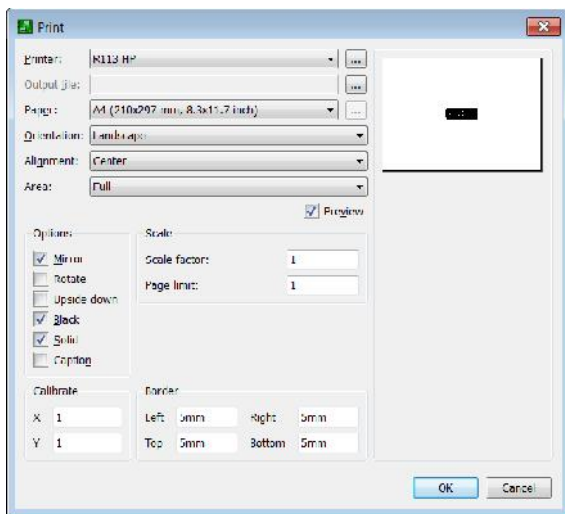 Print
Printer: R113 HP ...
Output file: ...
Paper: A4 (210x297 mm, 8.3x11.7 inch) ...
Orientation: Landscape
Alignment: Center
Area: Full
Preview
Options
Mirror
Rotate
Upside down
Black
Solid
Caption
Scale
Scale factor: 1
Page limit: 1
Calibrate
X 1
Y 1
Border
Left 5mm Right 5mm
Top 5mm Bottom 5mm
OK Cancel